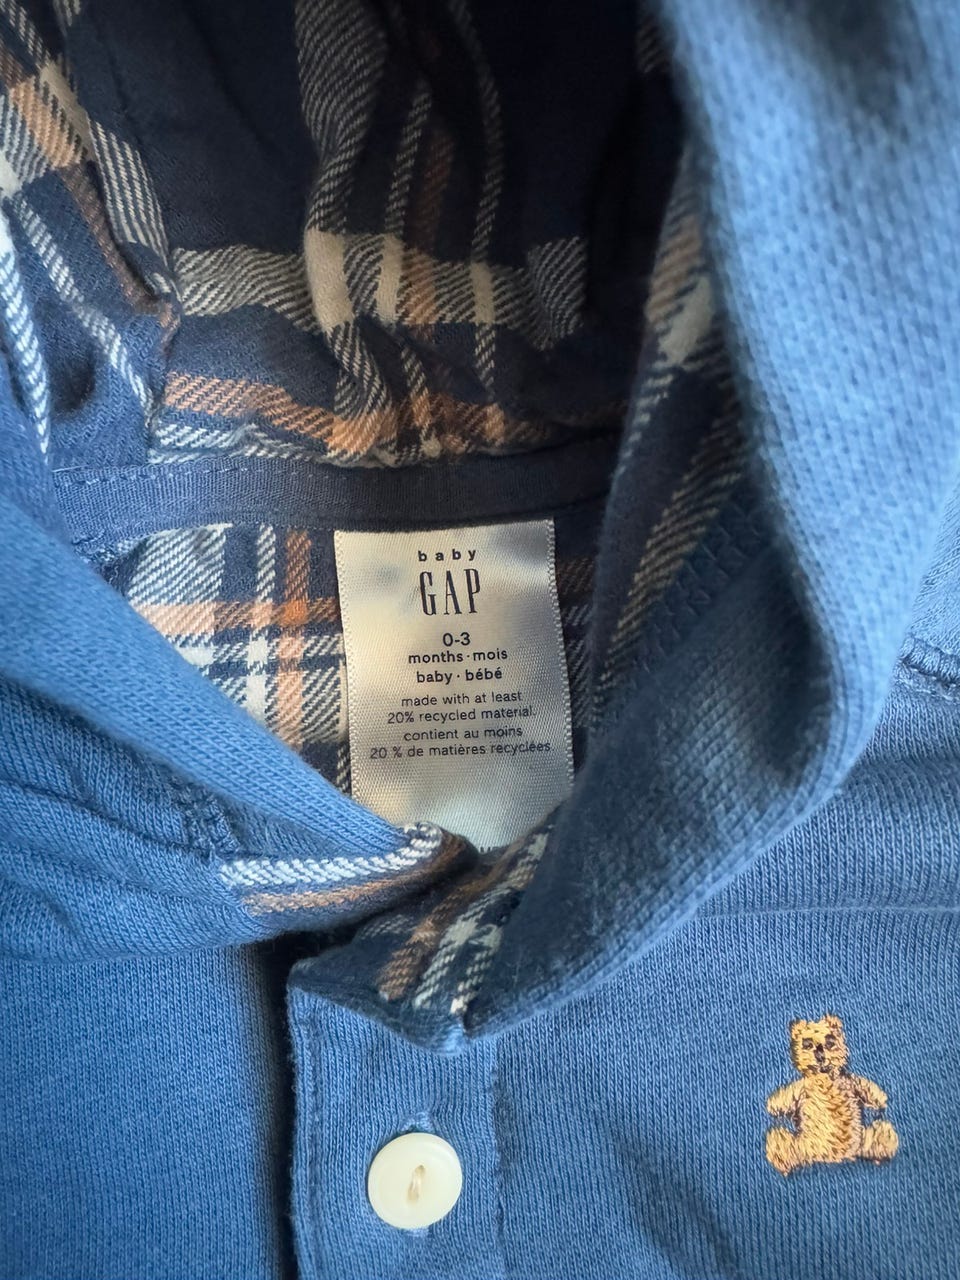 baby
GAP
0-3
months · mois
baby · bébé
made with at least
20% recycled material.
contient au moins
20 % de matières recyclées.